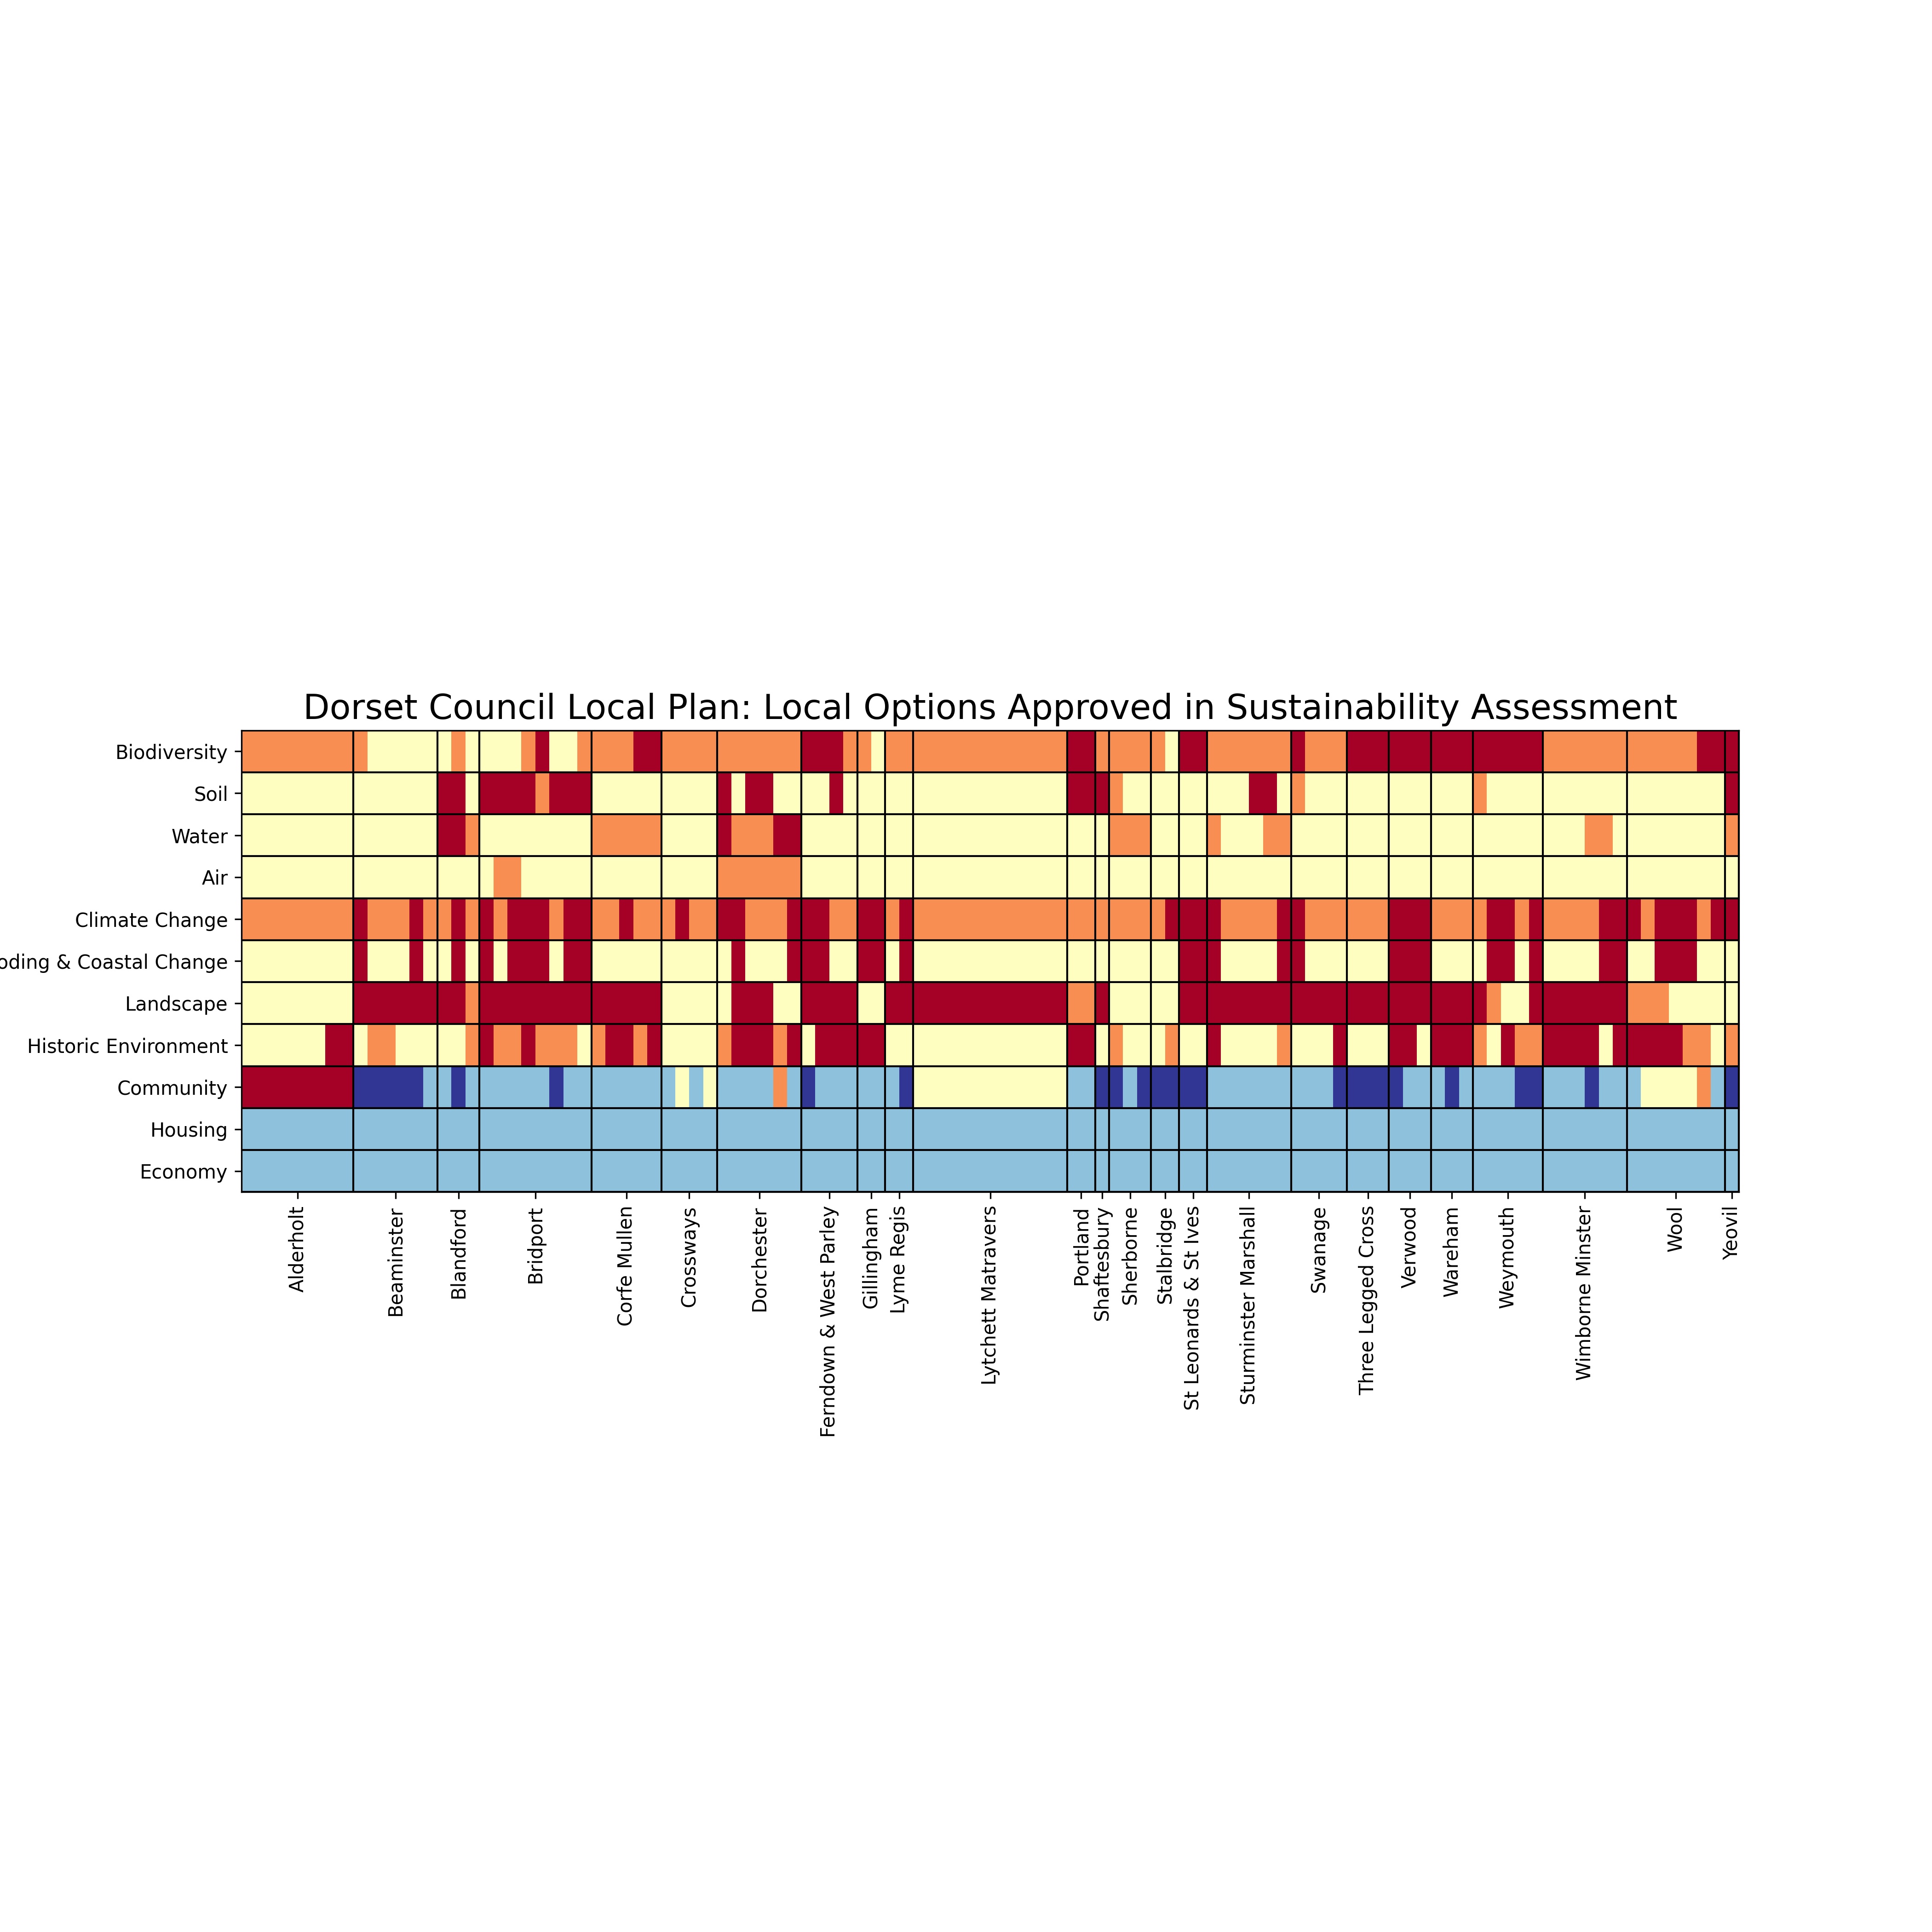 Dorset Council Local Plan: Local Options Approved in Sustainability Assessment
Biodiversity
Soil
Water
Air
Climate Change
oding & Coastal Change
Landscape
Historic Environment
Community
Housing
Economy
Alderholt
Beaminster
Blandford
Bridport
Corfe Mullen
Crossways
Dorchester
Ferndown & West Parley
Gillingham
Lyme Regis
Lytchett Matravers
Portland
Shaftesbury
Sherborne
Stalbridge
St Leonards & St Ives
Sturminster Marshall
Swanage
Three Legged Cross
Verwood
Wareham
Weymouth
Wimborne Minster
Wool
Yeovil